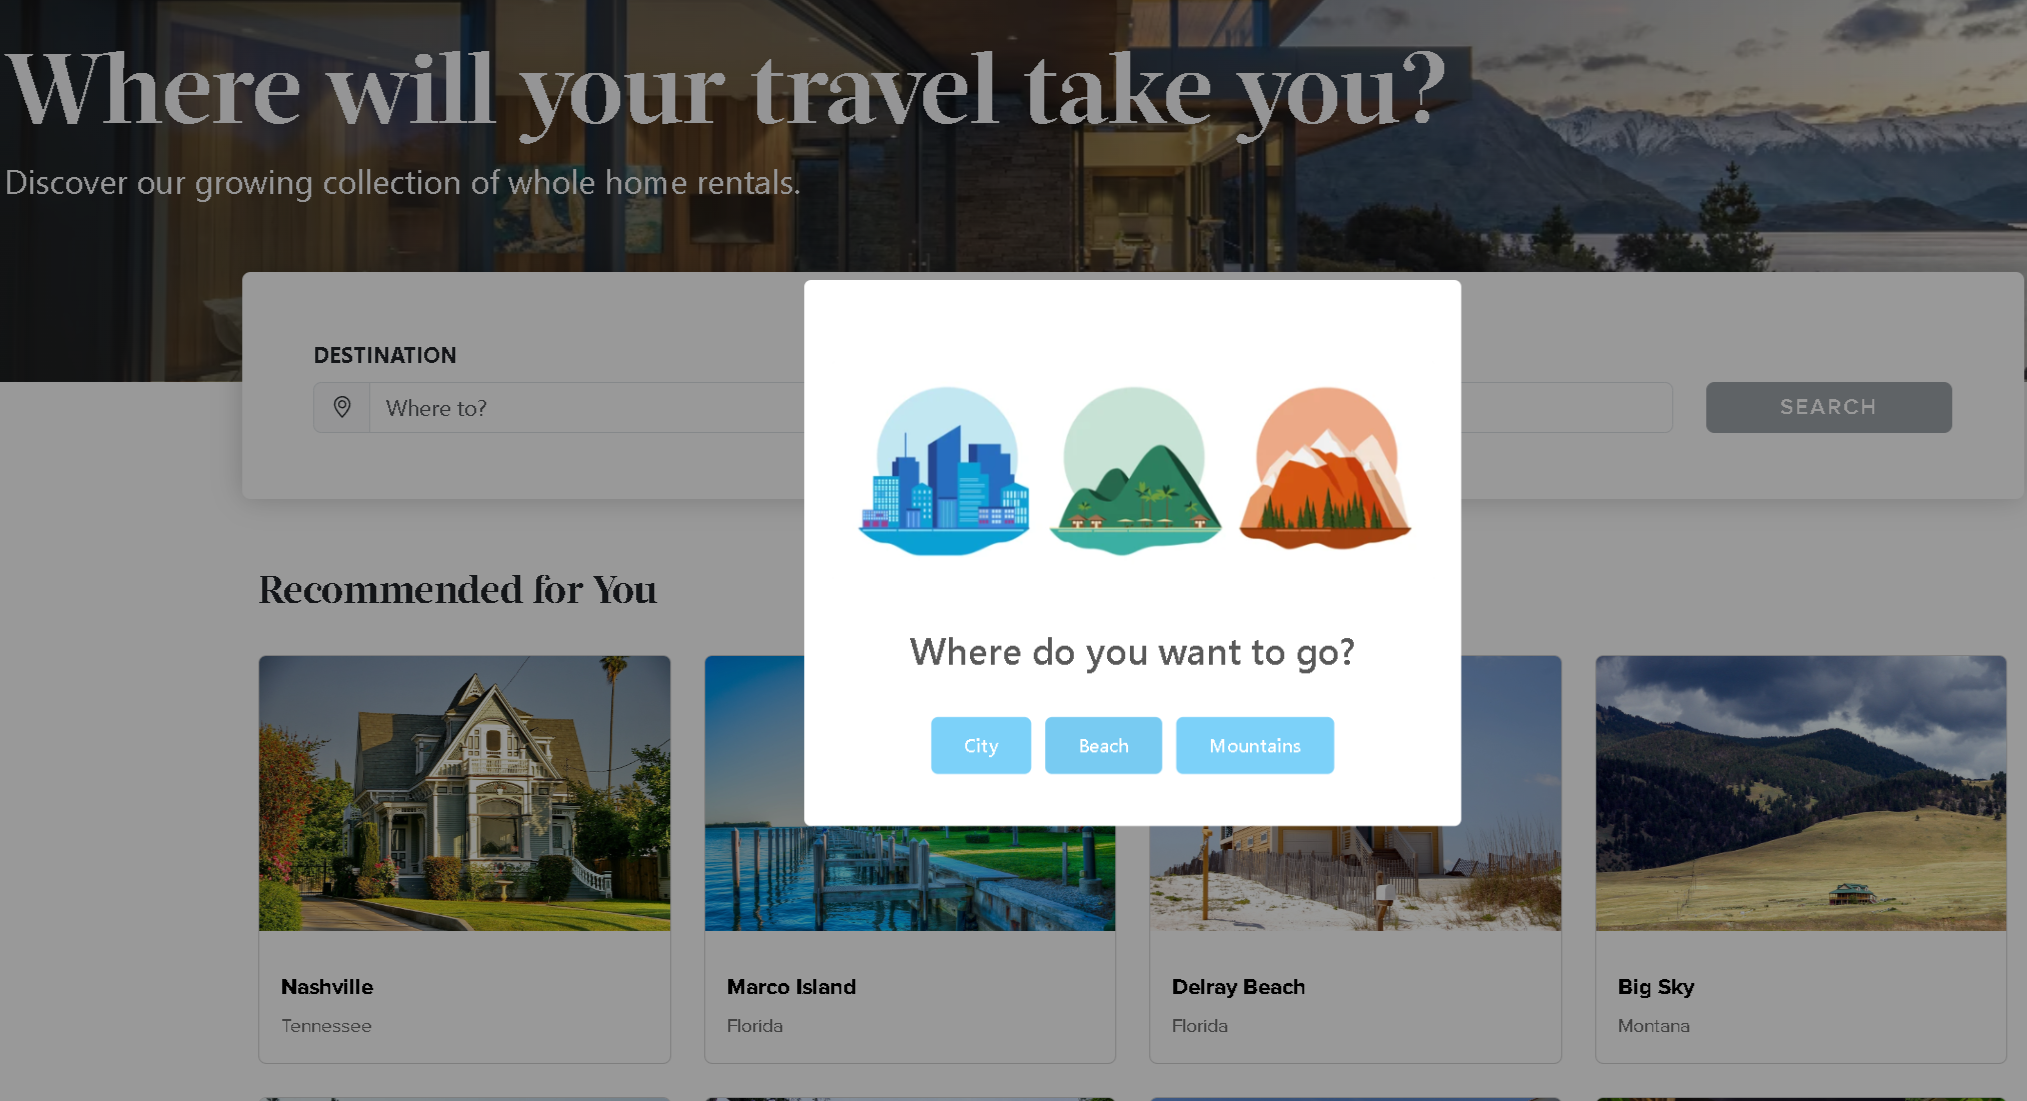 Where will your travel take you?
Discover our growing collection of whole home rentals.
DESTINATION
Where to?
SEARCH
Where do you want to go?
City
Beach
Mountains
Recommended for You
Nashville
Tennessee
Marco Island
Florida
Delray Beach
Florida
Big Sky
Montana